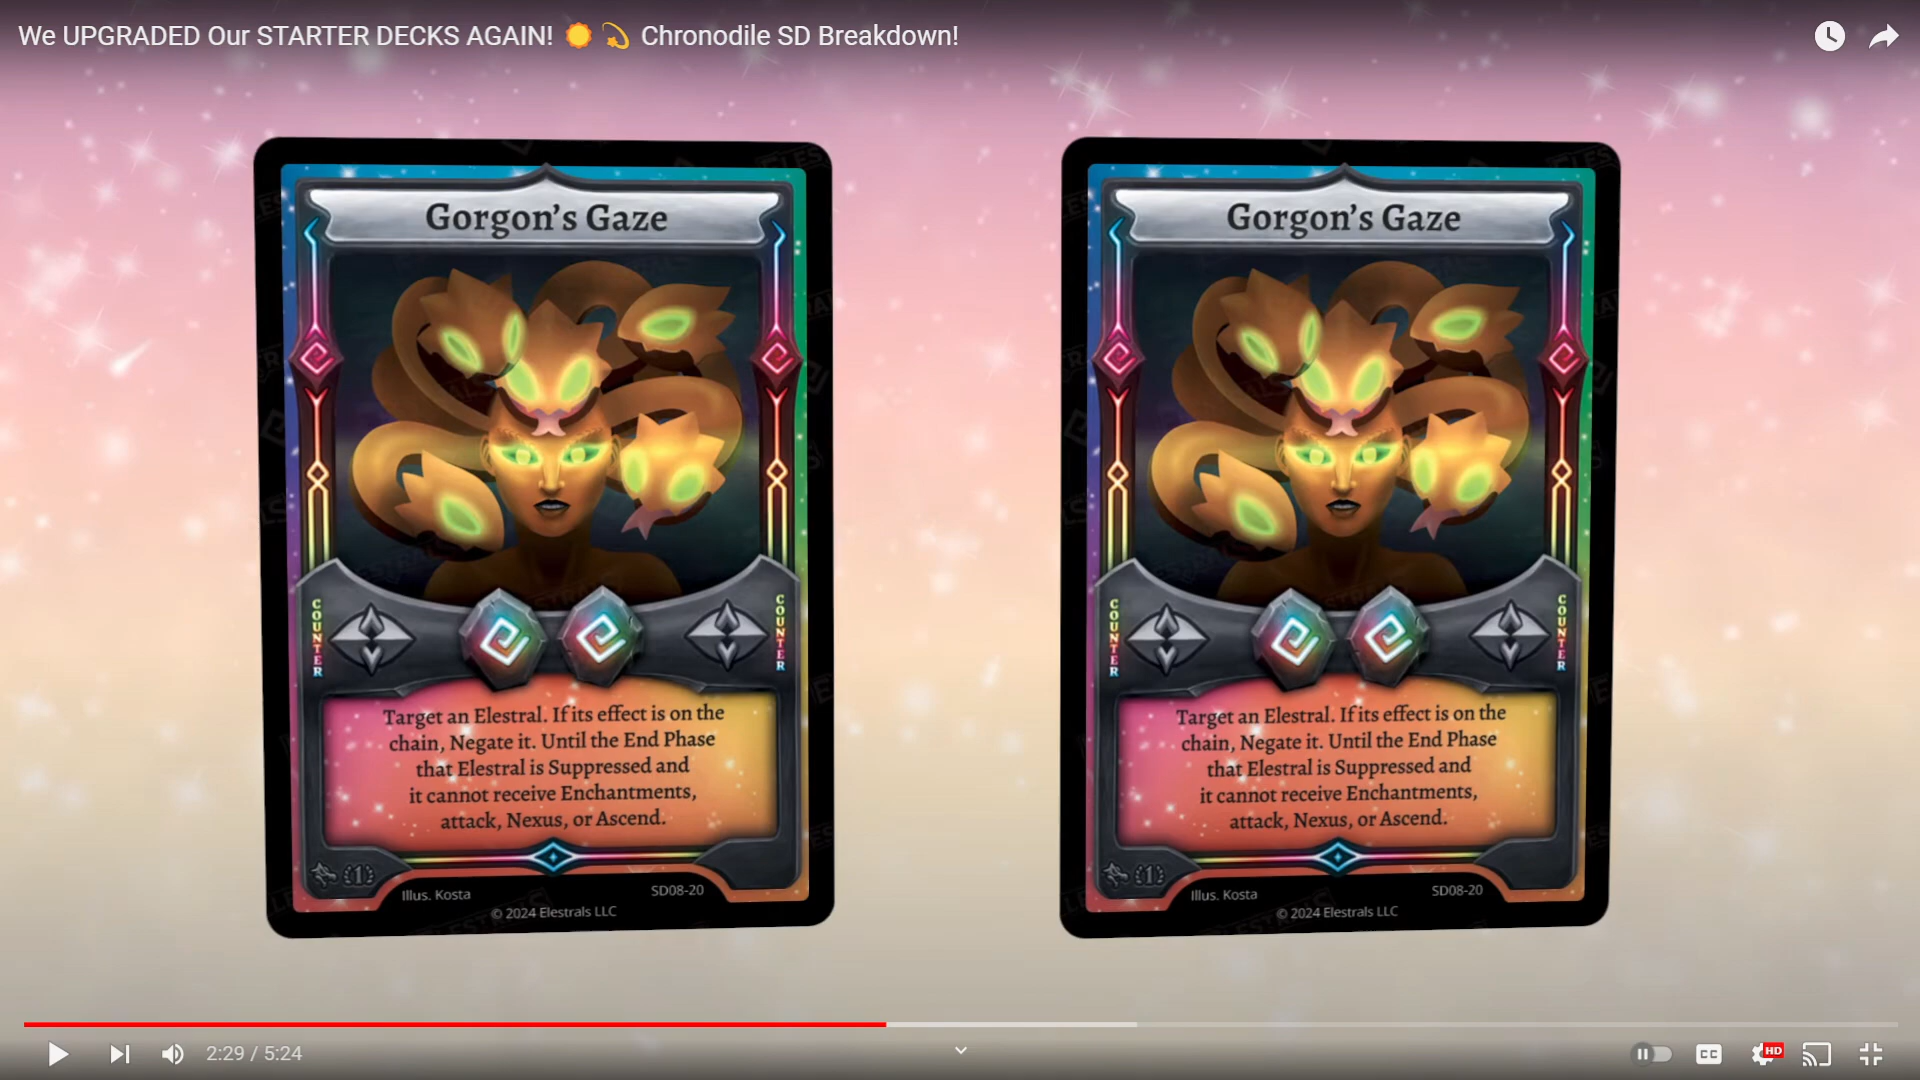 We UPGRADED Our STARTER DECKS AGAIN! Chronodile SD Breakdown!
Gorgon's Gaze
COUNTER
COUNTER
Target an Elestral. If its effect is on the
chain, Negate it. Until the End Phase
that Elestral is Suppressed and
it cannot receive Enchantments,
attack, Nexus, or Ascend.
1
Illus. Kosta
SD08-20
© 2024 Elestrals LLC
Gorgon's Gaze
COUNTER
COUNTER
Target an Elestral. If its effect is on the
chain, Negate it. Until the End Phase
that Elestral is Suppressed and
it cannot receive Enchantments,
attack, Nexus, or Ascend.
1
Illus. Kosta
SD08-20
© 2024 Elestrals LLC
2:29 / 5:24
CC
HD